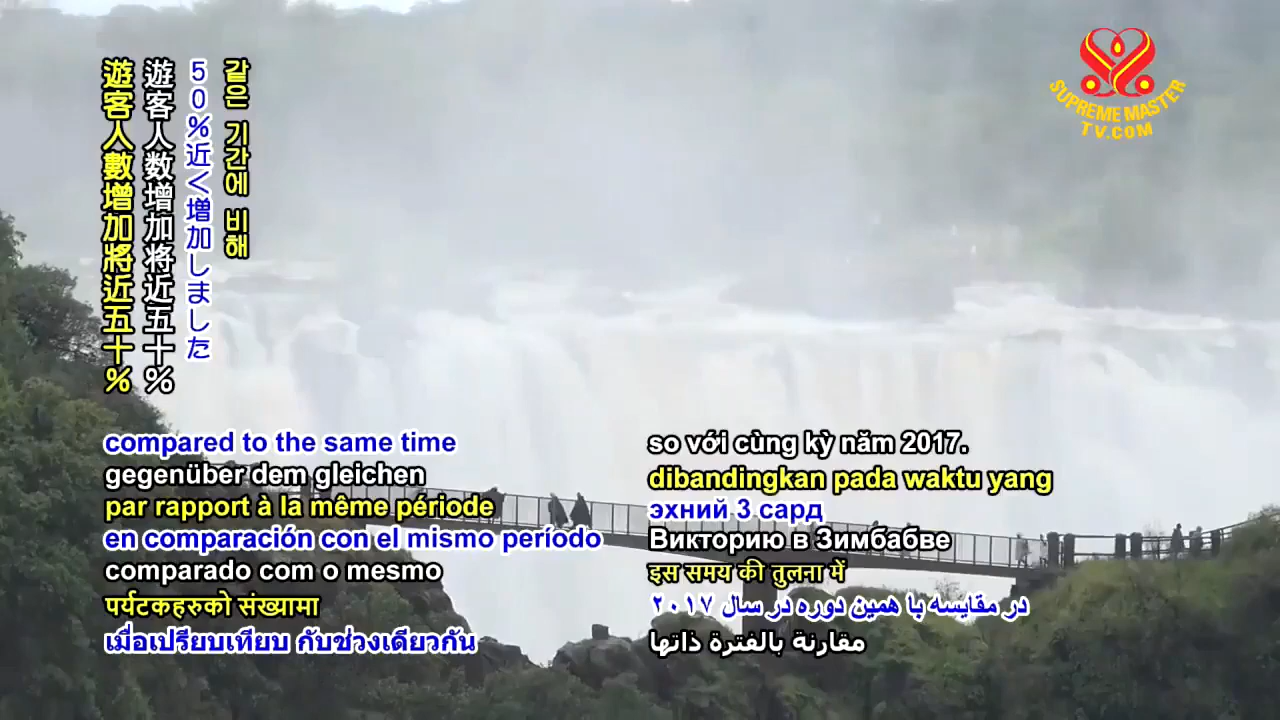 遊客人數增加將近五十％
遊客人数增加将近五十％
５０％近く増加しました
같은 기간에 비해
SUPREME MASTER
TV.COM
compared to the same time
gegenüber dem gleichen
par rapport à la même période
en comparación con el mismo período
comparado com o mesmo
पर्यटकहरुको संख्यामा
เมื่อเปรียบเทียบ กับช่วงเดียวกัน
so với cùng kỳ năm 2017.
dibandingkan pada waktu yang
эхний 3 сард
Викторию в Зимбабве
इस समय की तुलना में
در مقایسه با همین دوره در سال ۲۰۱۷
مقارنة بالفترة ذاتها